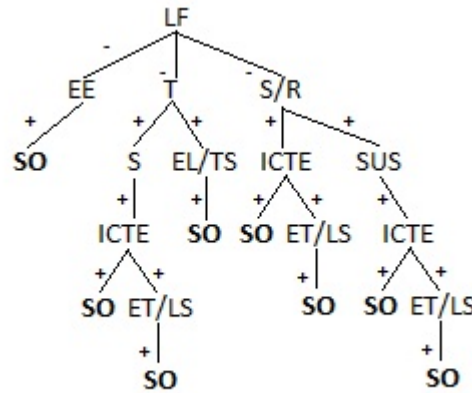 LF
- - -
EE T S/R
+ + + + +
SO S EL/TS ICTE SUS
+ + + + +
ICTE SO SO ET/LS ICTE
+ + + + +
SO ET/LS SO SO ET/LS
+ +
SO SO